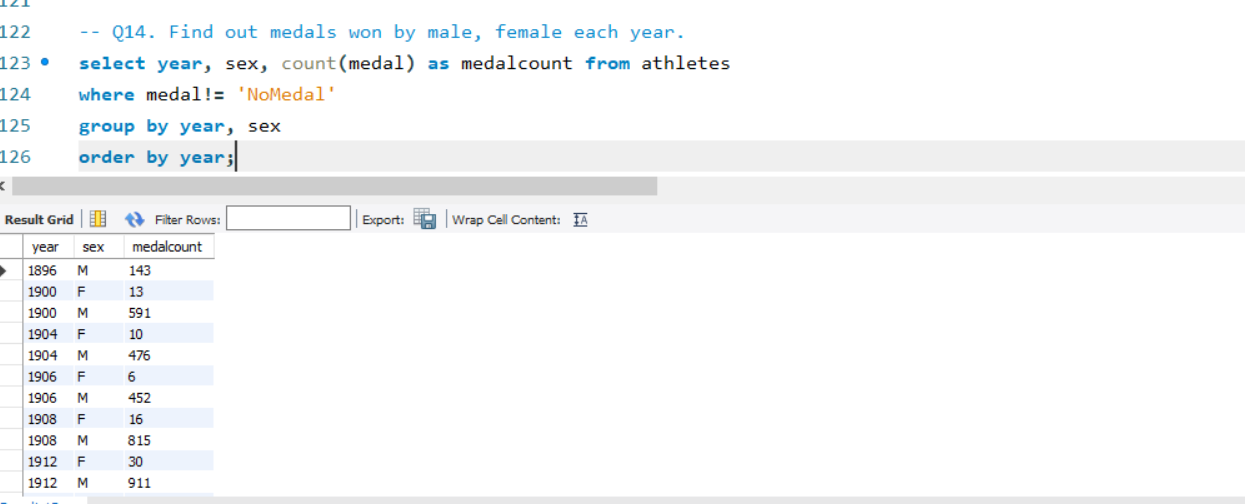 121
122 -- Q14. Find out medals won by male, female each year.
123 select year, sex, count(medal) as medalcount from athletes
124 where medal!= 'NoMedal'
125 group by year, sex
126 order by year;
Result Grid Filter Rows: Export: Wrap Cell Content: IA
year sex medalcount
1896 M 143
1900 F 13
1900 M 591
1904 F 10
1904 M 476
1906 F 6
1906 M 452
1908 F 16
1908 M 815
1912 F 30
1912 M 911